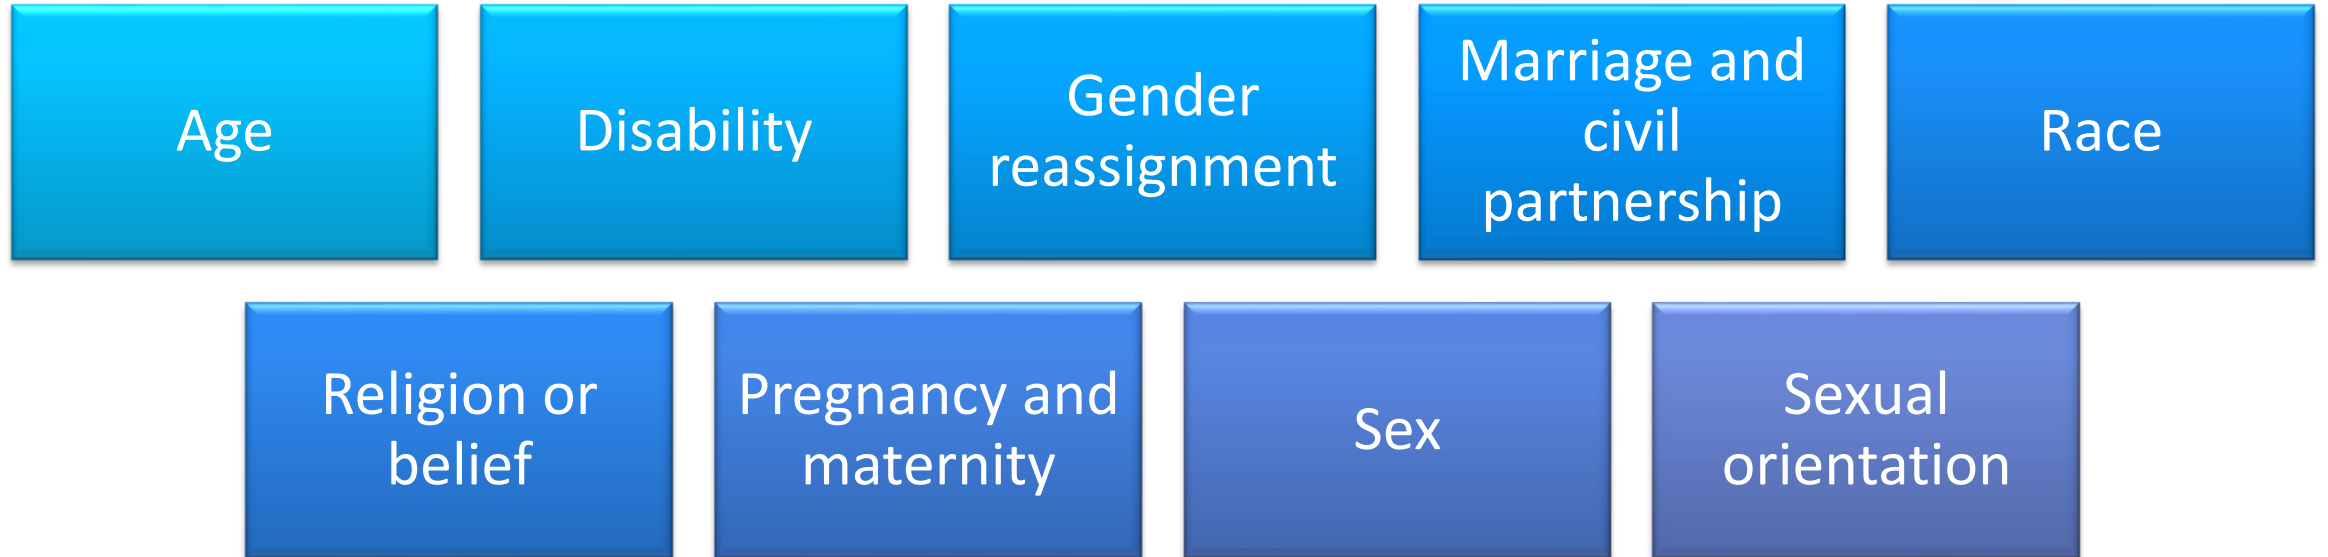 Age
Disability
Gender
reassignment
Marriage and
civil
partnership
Race
Religion or
belief
Pregnancy and
maternity
Sex
Sexual
orientation